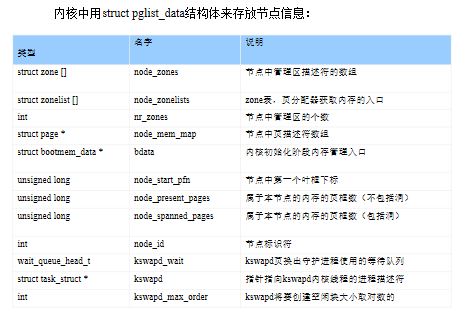 内核中用struct pglist_data结构体来存放节点信息：
类型 名字 说明
struct zone [] node_zones 节点中管理区描述符的数组
struct zonelist [] node_zonelists zone表，页分配器获取内存的入口
int nr_zones 节点中管理区的个数
struct page * node_mem_map 节点中页描述符数组
struct bootmem_data * bdata 内核初始化阶段内存管理入口
unsigned long node_start_pfn 节点中第一个叶框下标
unsigned long node_present_pages 属于本节点的内存的页框数（不包括洞）
unsigned long node_spanned_pages 属于本节点的内存的页框数（包括洞）
int node_id 节点标识符
wait_queue_head_t kswapd_wait kswapd页换出守护进程使用的等待队列
struct task_struct * kswapd 指针指向kswapd内核线程的进程描述符
int kswapd_max_order kswapd将要创建空闲块大小取对数的